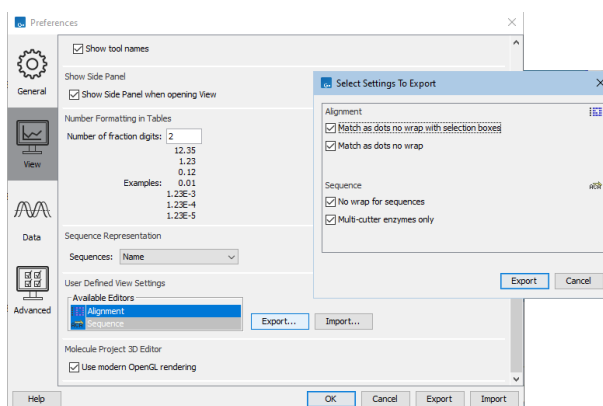 Preferences
Show tool names
General
Show Side Panel
Show Side Panel when opening View
Number Formatting in Tables
Number of fraction digits: 2
12.35
1.23
0.12
Examples: 0.01
1.23E-3
1.23E-4
1.23E-5
View
Data
Sequence Representation
Sequences: Name
User Defined View Settings
Available Editors
Alignment
Sequence
Export...
Import...
Advanced
Molecule Project 3D Editor
Use modern OpenGL rendering
Help
OK
Cancel
Export
Import
Select Settings To Export
Alignment
Match as dots no wrap with selection boxes
Match as dots no wrap
Sequence
No wrap for sequences
Multi-cutter enzymes only
Export
Cancel